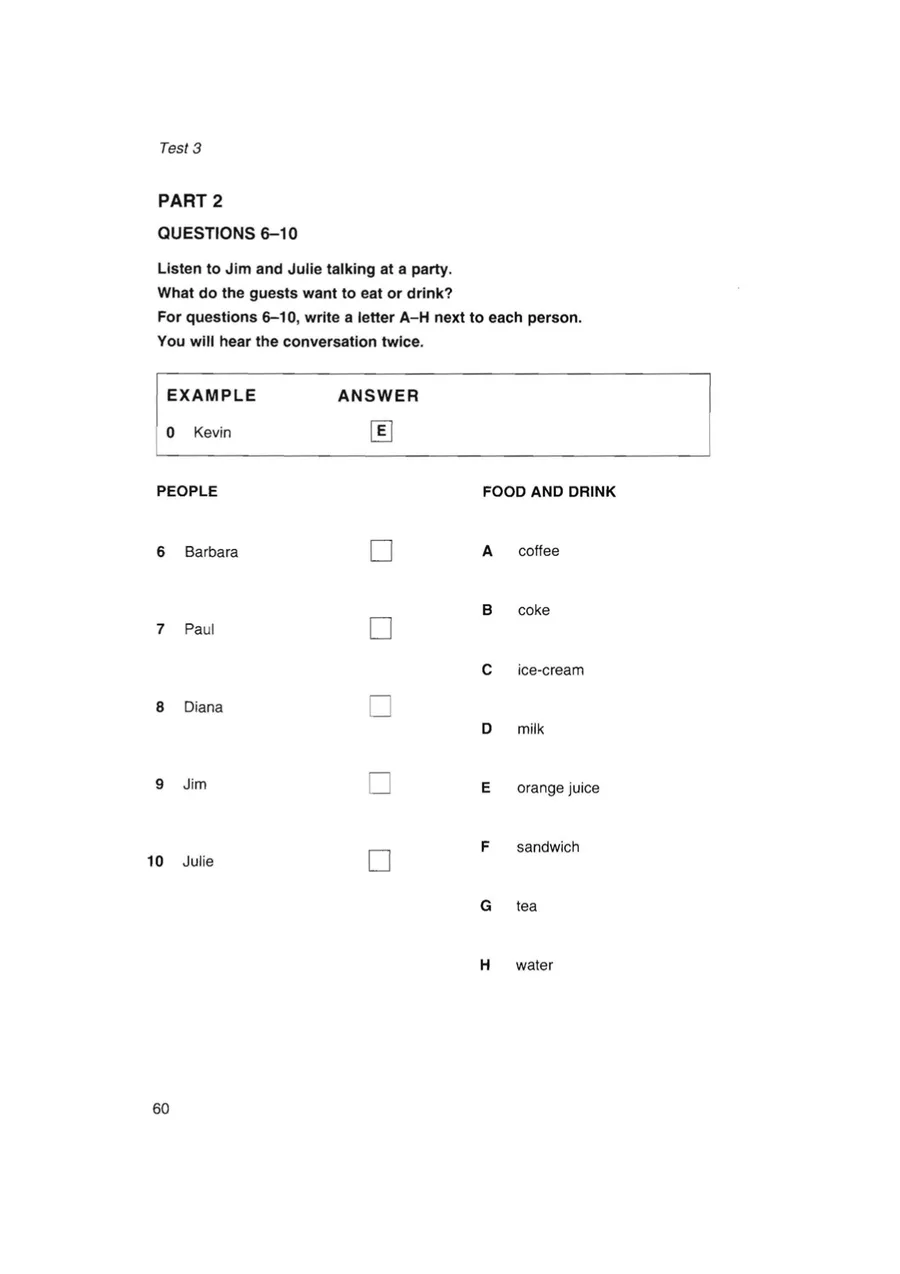 Test 3
PART 2
QUESTIONS 6–10
Listen to Jim and Julie talking at a party.
What do the guests want to eat or drink?
For questions 6–10, write a letter A–H next to each person.
You will hear the conversation twice.
EXAMPLE ANSWER
0 Kevin E
PEOPLE
6 Barbara
7 Paul
8 Diana
9 Jim
10 Julie
FOOD AND DRINK
A coffee
B coke
C ice-cream
D milk
E orange juice
F sandwich
G tea
H water
60